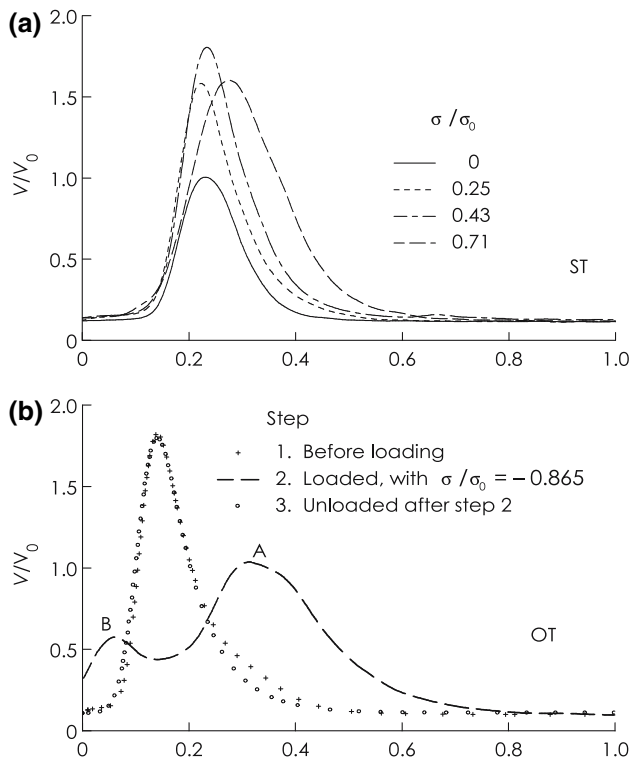 (a)
2.0
1.5
1.0
0.5
0
V/V₀
σ/σ₀
0
0.25
0.43
0.71
ST
0 0.2 0.4 0.6 0.8 1.0
(b)
2.0
1.5
1.0
0.5
0
V/V₀
Step
+ 1. Before loading
2. Loaded, with σ/σ₀ = −0.865
3. Unloaded after step 2
A
B
OT
0 0.2 0.4 0.6 0.8 1.0